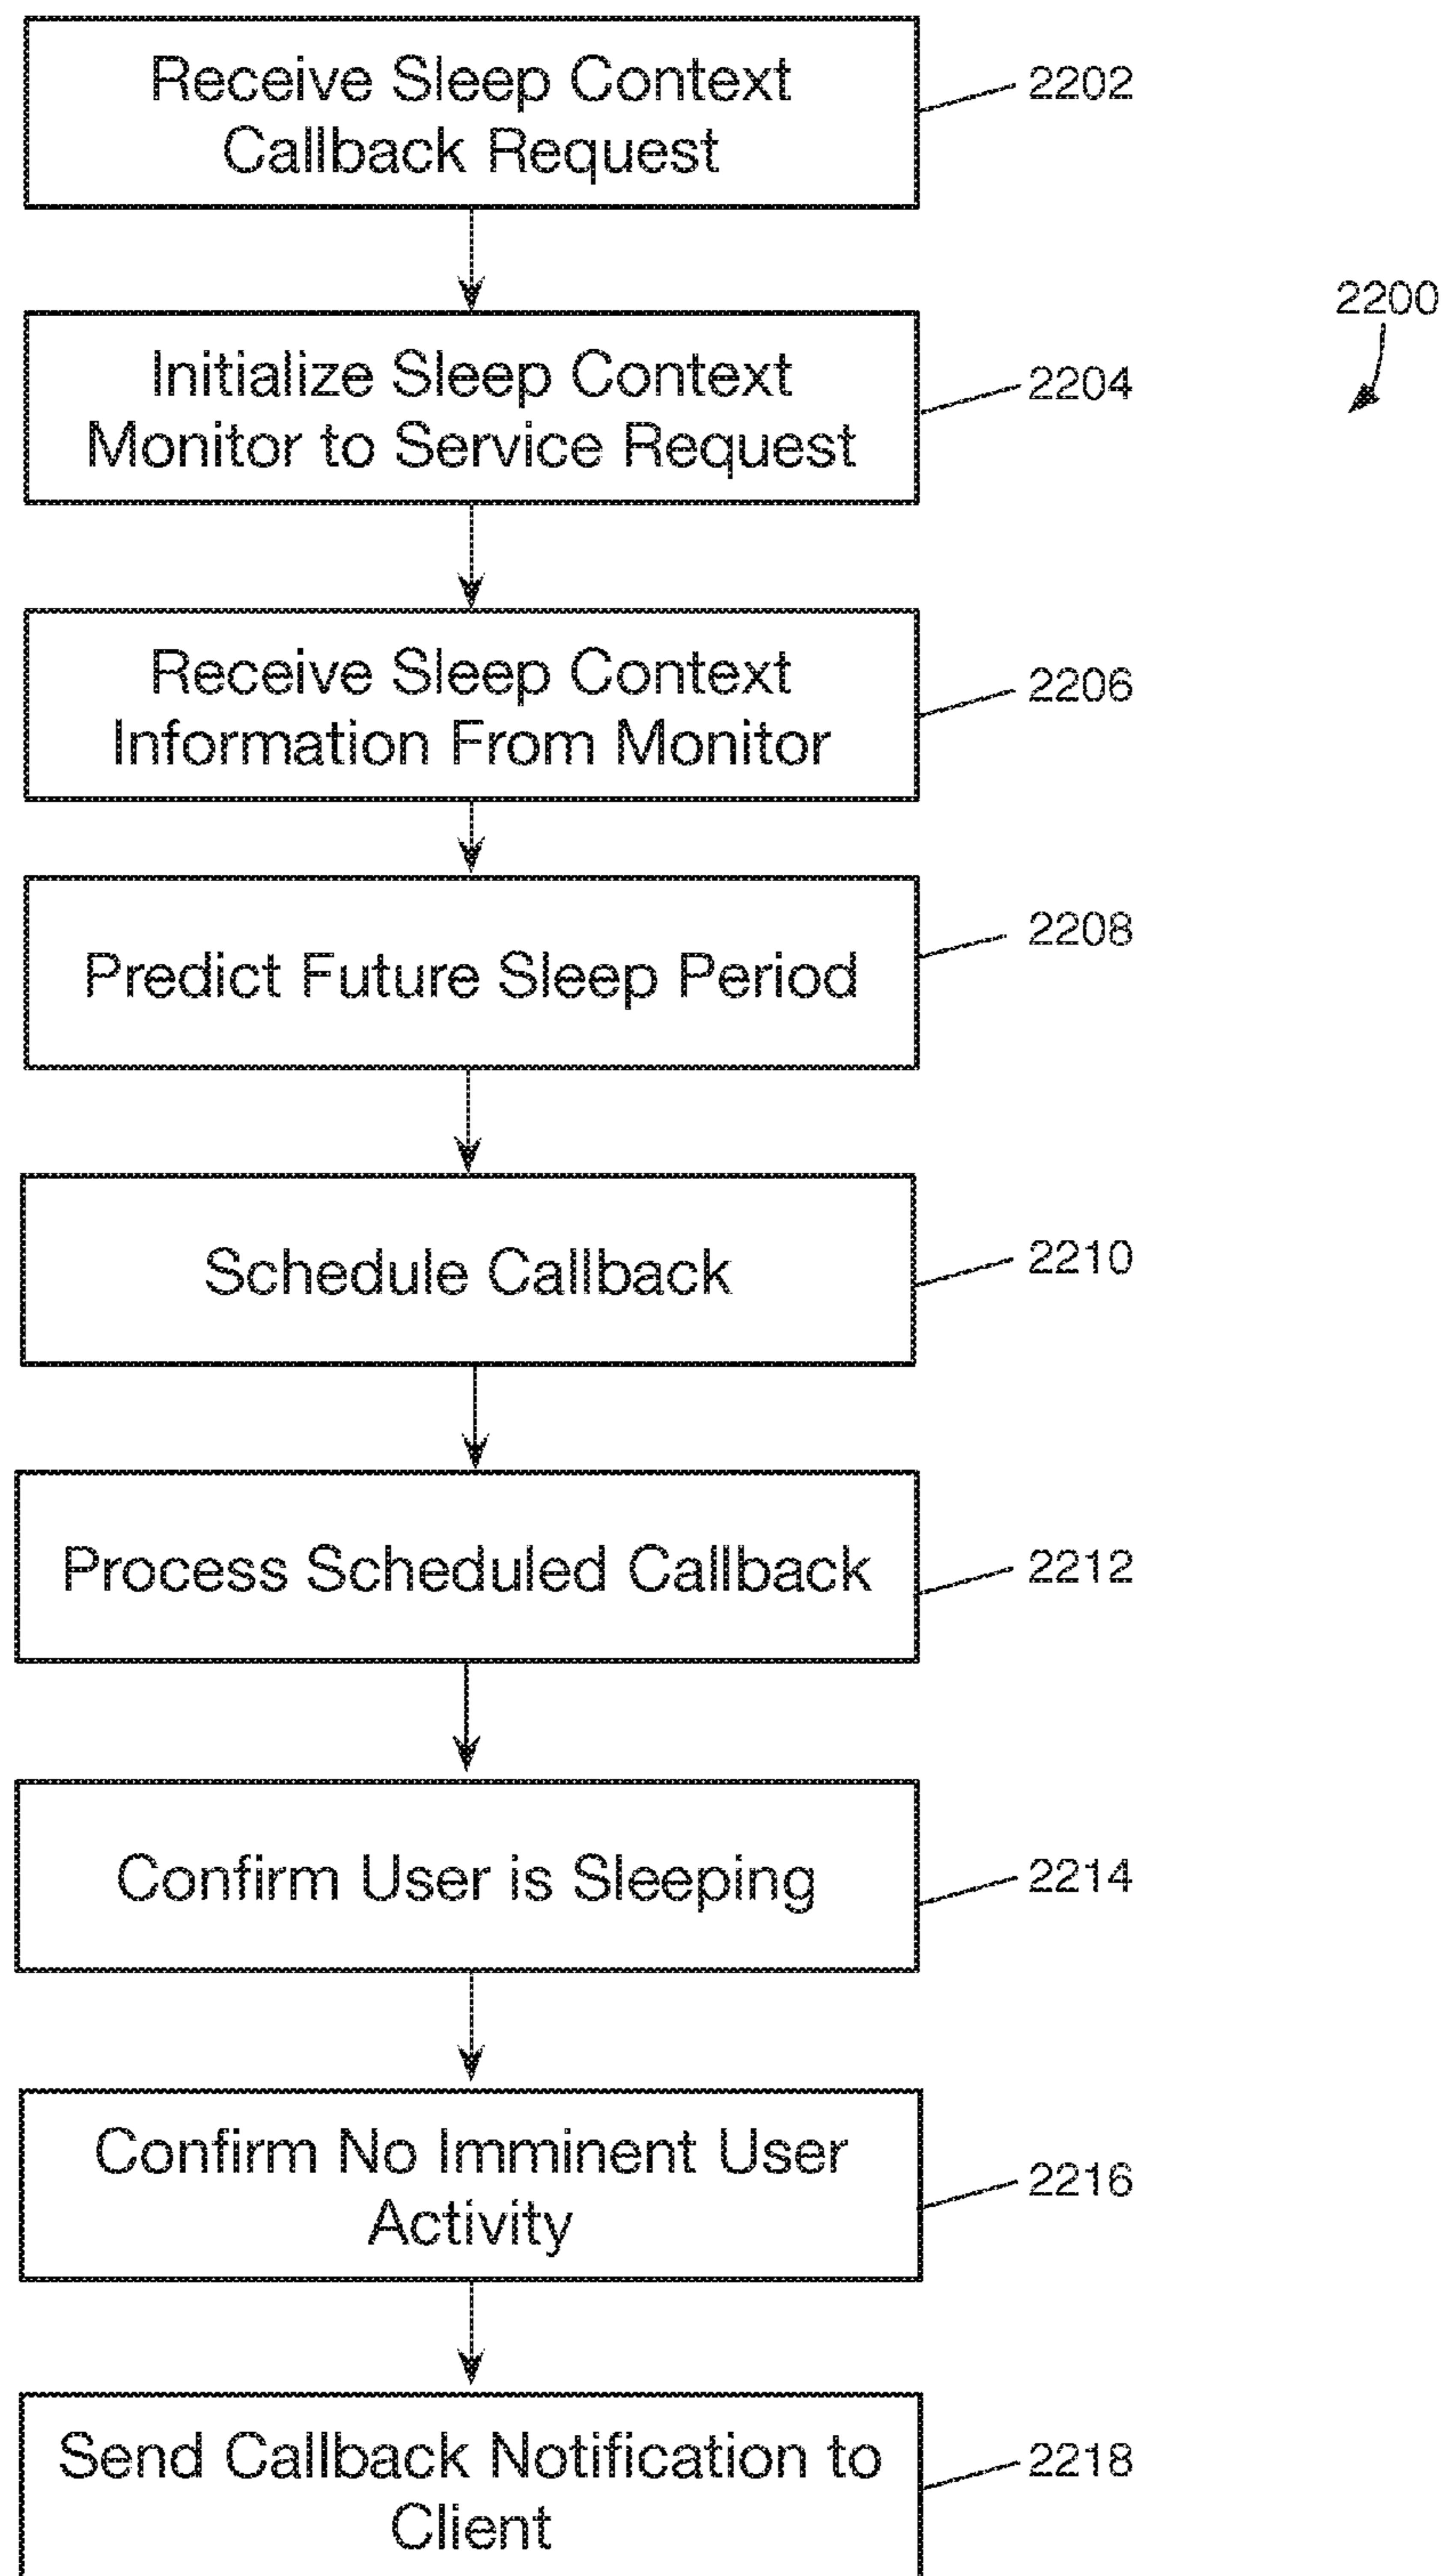 Receive Sleep Context
Callback Request
2202
2200
Initialize Sleep Context
Monitor to Service Request
2204
Receive Sleep Context
Information From Monitor
2206
Predict Future Sleep Period
2208
Schedule Callback
2210
Process Scheduled Callback
2212
Confirm User is Sleeping
2214
Confirm No Imminent User
Activity
2216
Send Callback Notification to
Client
2218